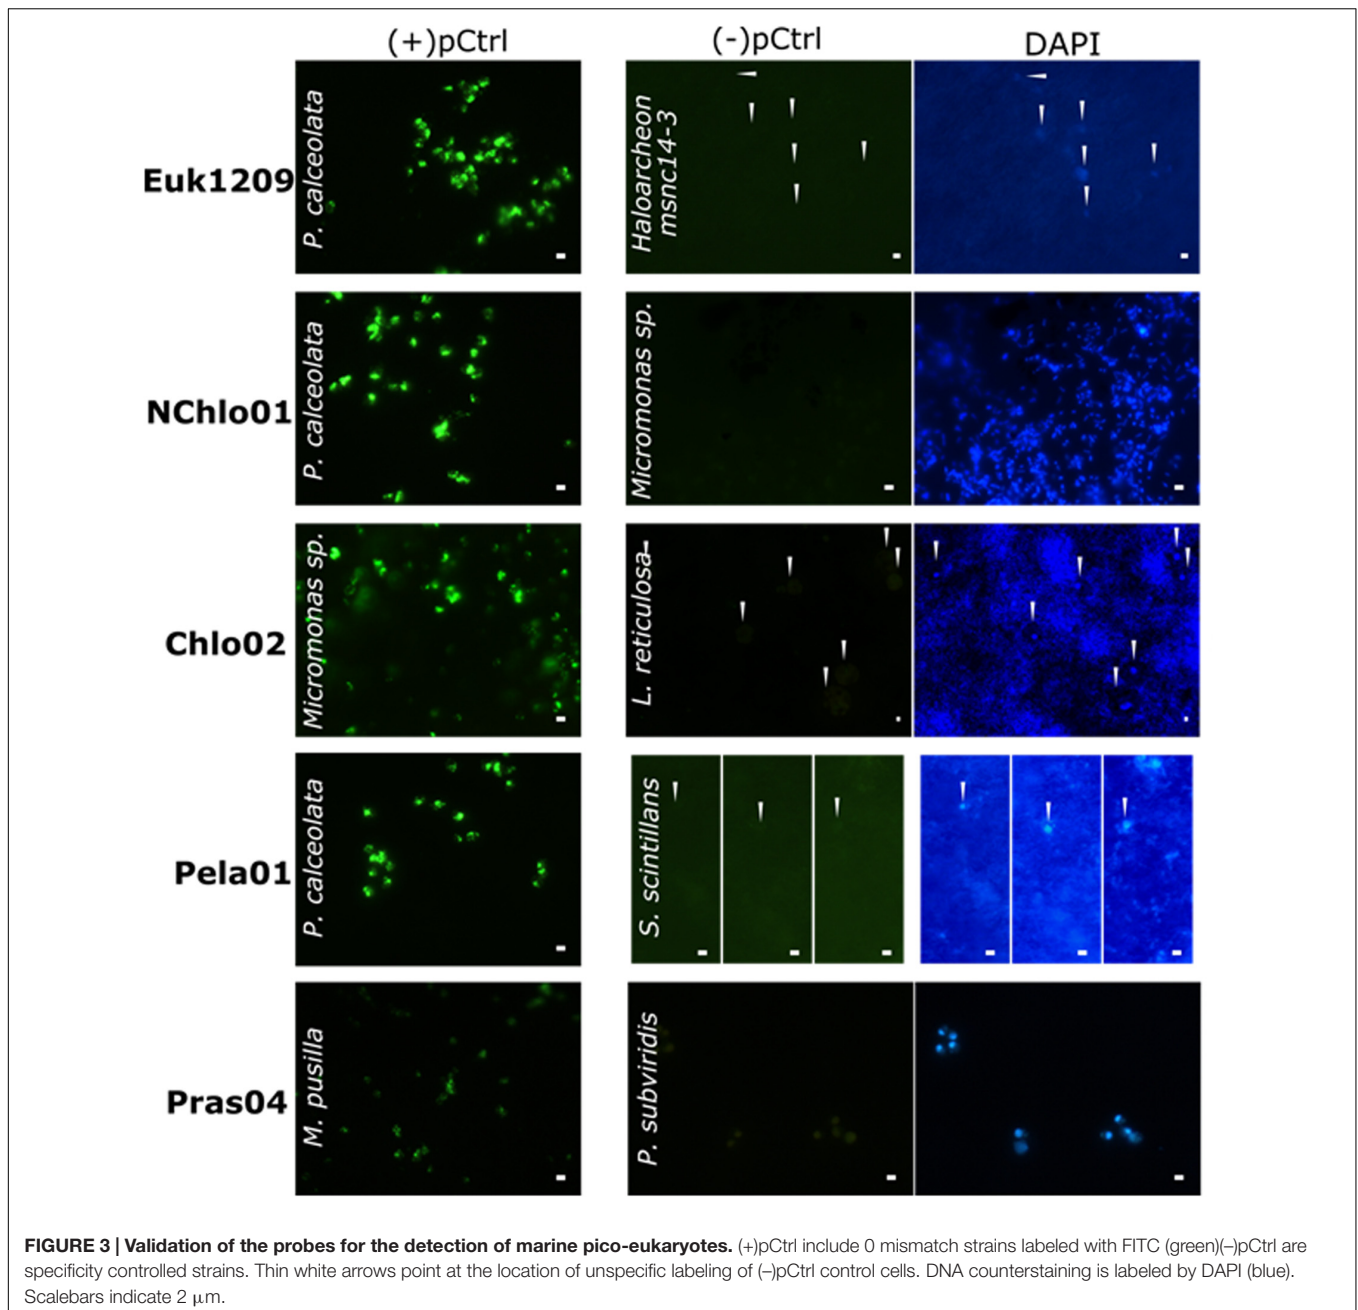 (+)pCtrl (-)pCtrl DAPI
Euk1209
P. calceolata
Haloarcheon
msnc14-3
NChlo01
P. calceolata
Micromonas sp.
Chlo02
Micromonas sp.
L. reticulosa
Pela01
P. calceolata
S. scintillans
Pras04
M. pusilla
P. subviridis
FIGURE 3 | Validation of the probes for the detection of marine pico-eukaryotes. (+)pCtrl include 0 mismatch strains labeled with FITC (green)(–)pCtrl are
specificity controlled strains. Thin white arrows point at the location of unspecific labeling of (–)pCtrl control cells. DNA counterstaining is labeled by DAPI (blue).
Scalebars indicate 2 μm.